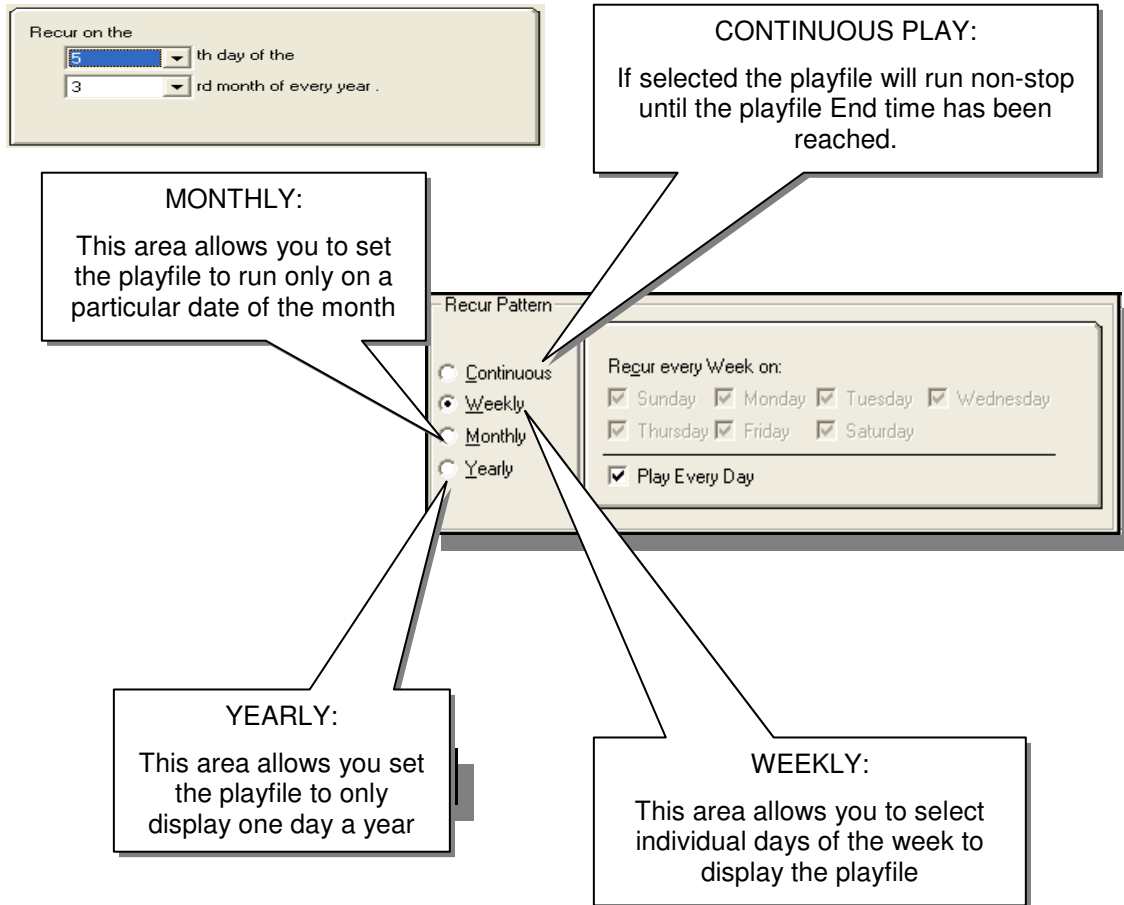 Recur on the
5 th day of the
3 rd month of every year .
CONTINUOUS PLAY:
If selected the playfile will run non-stop
until the playfile End time has been
reached.
MONTHLY:
This area allows you to set
the playfile to run only on a
particular date of the month
Recur Pattern
Continuous
Weekly
Monthly
Yearly
Recur every Week on:
Sunday Monday Tuesday Wednesday
Thursday Friday Saturday
Play Every Day
YEARLY:
This area allows you set
the playfile to only
display one day a year
WEEKLY:
This area allows you to select
individual days of the week to
display the playfile